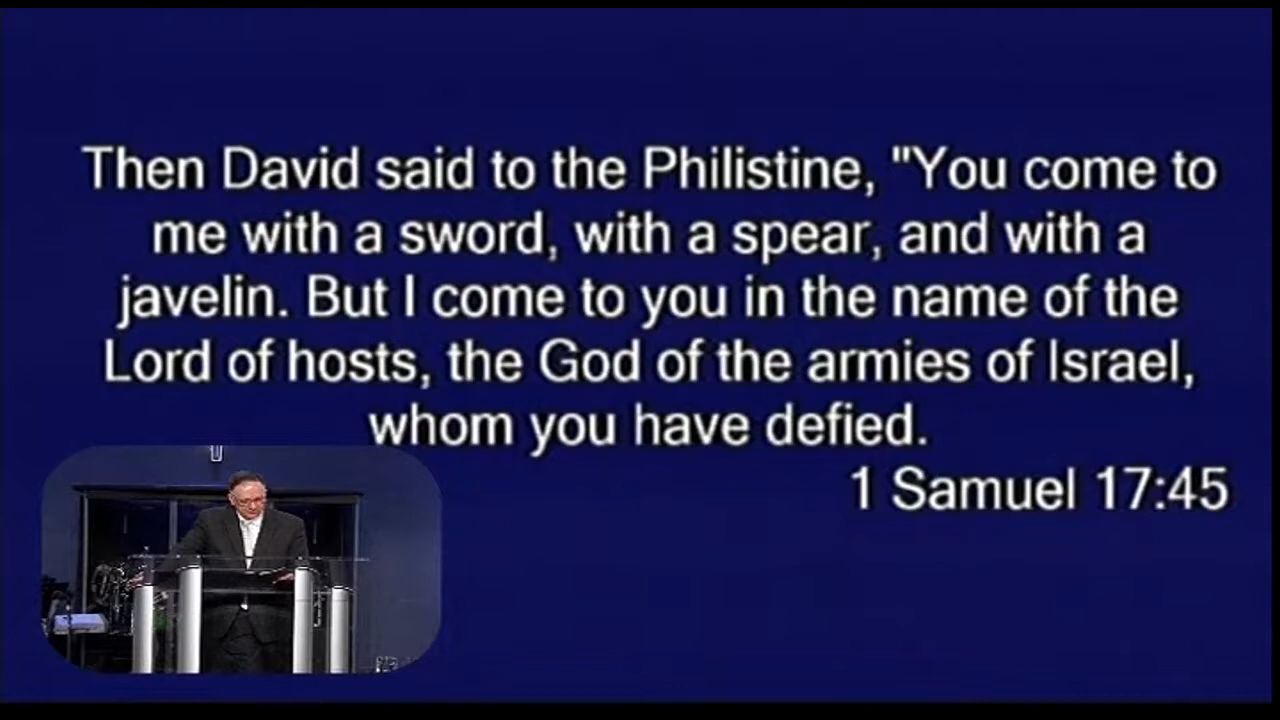 Then David said to the Philistine, "You come to
me with a sword, with a spear, and with a
javelin. But I come to you in the name of the
Lord of hosts, the God of the armies of Israel,
whom you have defied.
1 Samuel 17:45